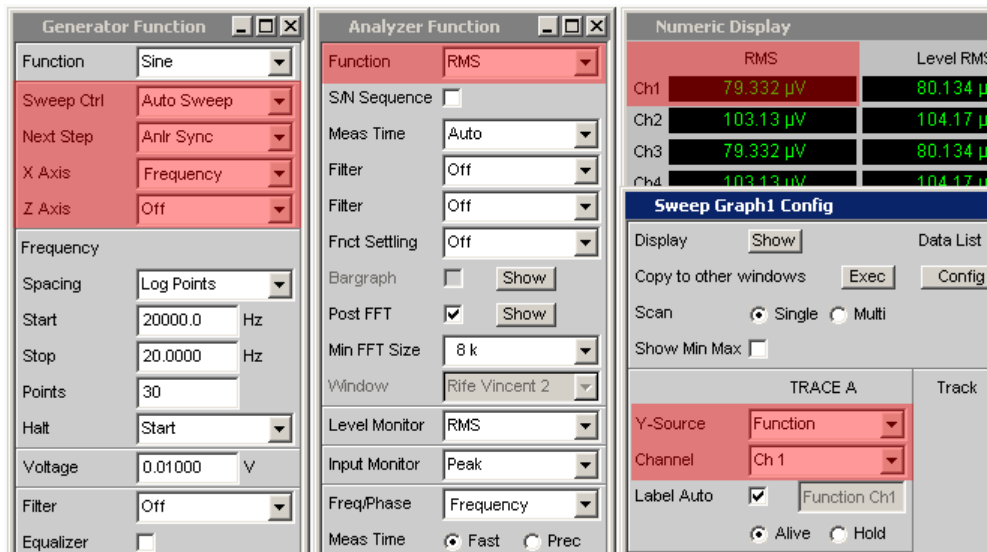 Generator Function
Function Sine
Sweep Ctrl Auto Sweep
Next Step Anlr Sync
X Axis Frequency
Z Axis Off
Frequency
Spacing Log Points
Start 20000.0 Hz
Stop 20.0000 Hz
Points 30
Halt Start
Voltage 0.01000 V
Filter Off
Equalizer
Analyzer Function
Function RMS
S/N Sequence
Meas Time Auto
Filter Off
Filter Off
Fnct Settling Off
Bargraph Show
Post FFT Show
Min FFT Size 8 k
Window Rife Vincent 2
Level Monitor RMS
Input Monitor Peak
Freq/Phase Frequency
Meas Time Fast Prec
Numeric Display
RMS Level RMS
Ch1 79.332 µV 80.134 µ
Ch2 103.13 µV 104.17 µ
Ch3 79.332 µV 80.134 µ
Ch4 103.13 µV 104.17 µ
Sweep Graph1 Config
Display Show Data List
Copy to other windows Exec Config
Scan Single Multi
Show Min Max
TRACE A Track
Y-Source Function
Channel Ch 1
Label Auto Function Ch1
Alive Hold